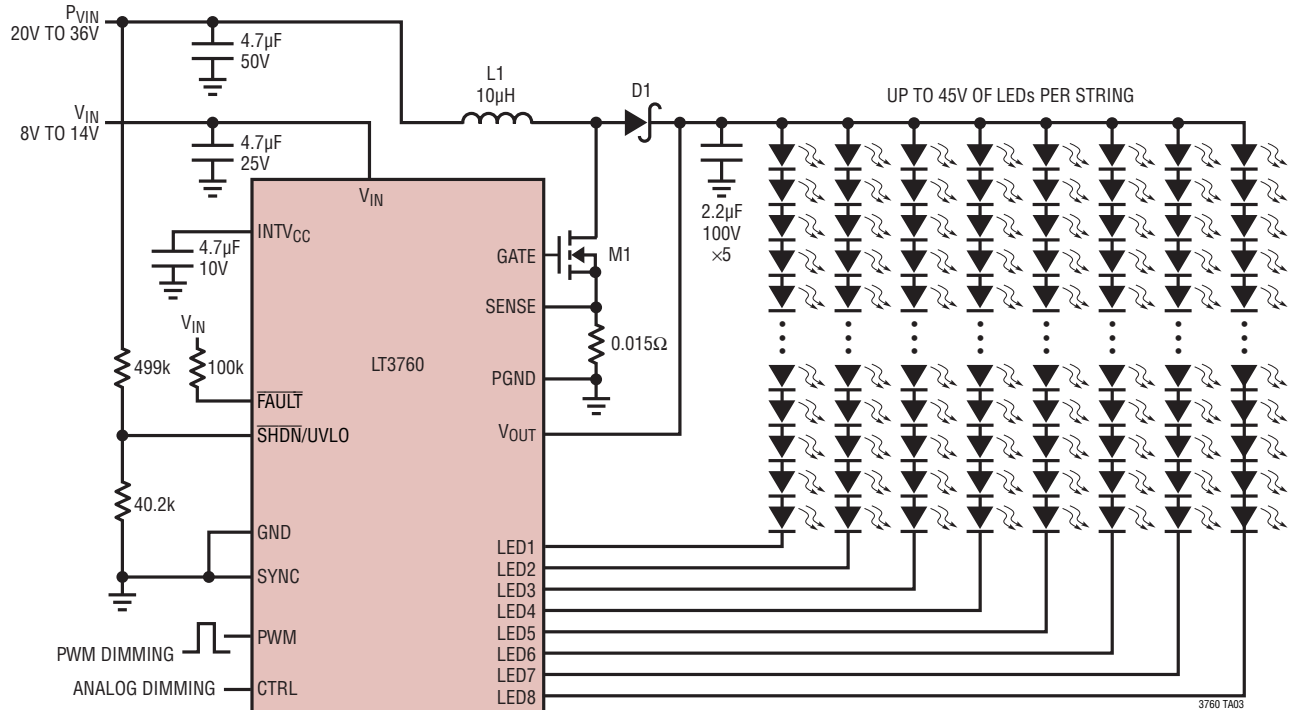 PVIN
20V TO 36V
4.7µF
50V
L1
10µH
D1
UP TO 45V OF LEDs PER STRING
VIN
8V TO 14V
4.7µF
25V
VIN
2.2µF
100V
×5
INTVCC
4.7µF
10V
GATE
M1
SENSE
VIN
0.015Ω
499k
100k
LT3760
PGND
FAULT
SHDN/UVLO
VOUT
40.2k
GND
LED1
SYNC
LED2
LED3
LED4
PWM
LED5
PWM DIMMING
LED6
LED7
ANALOG DIMMING
CTRL
LED8
3760 TA03